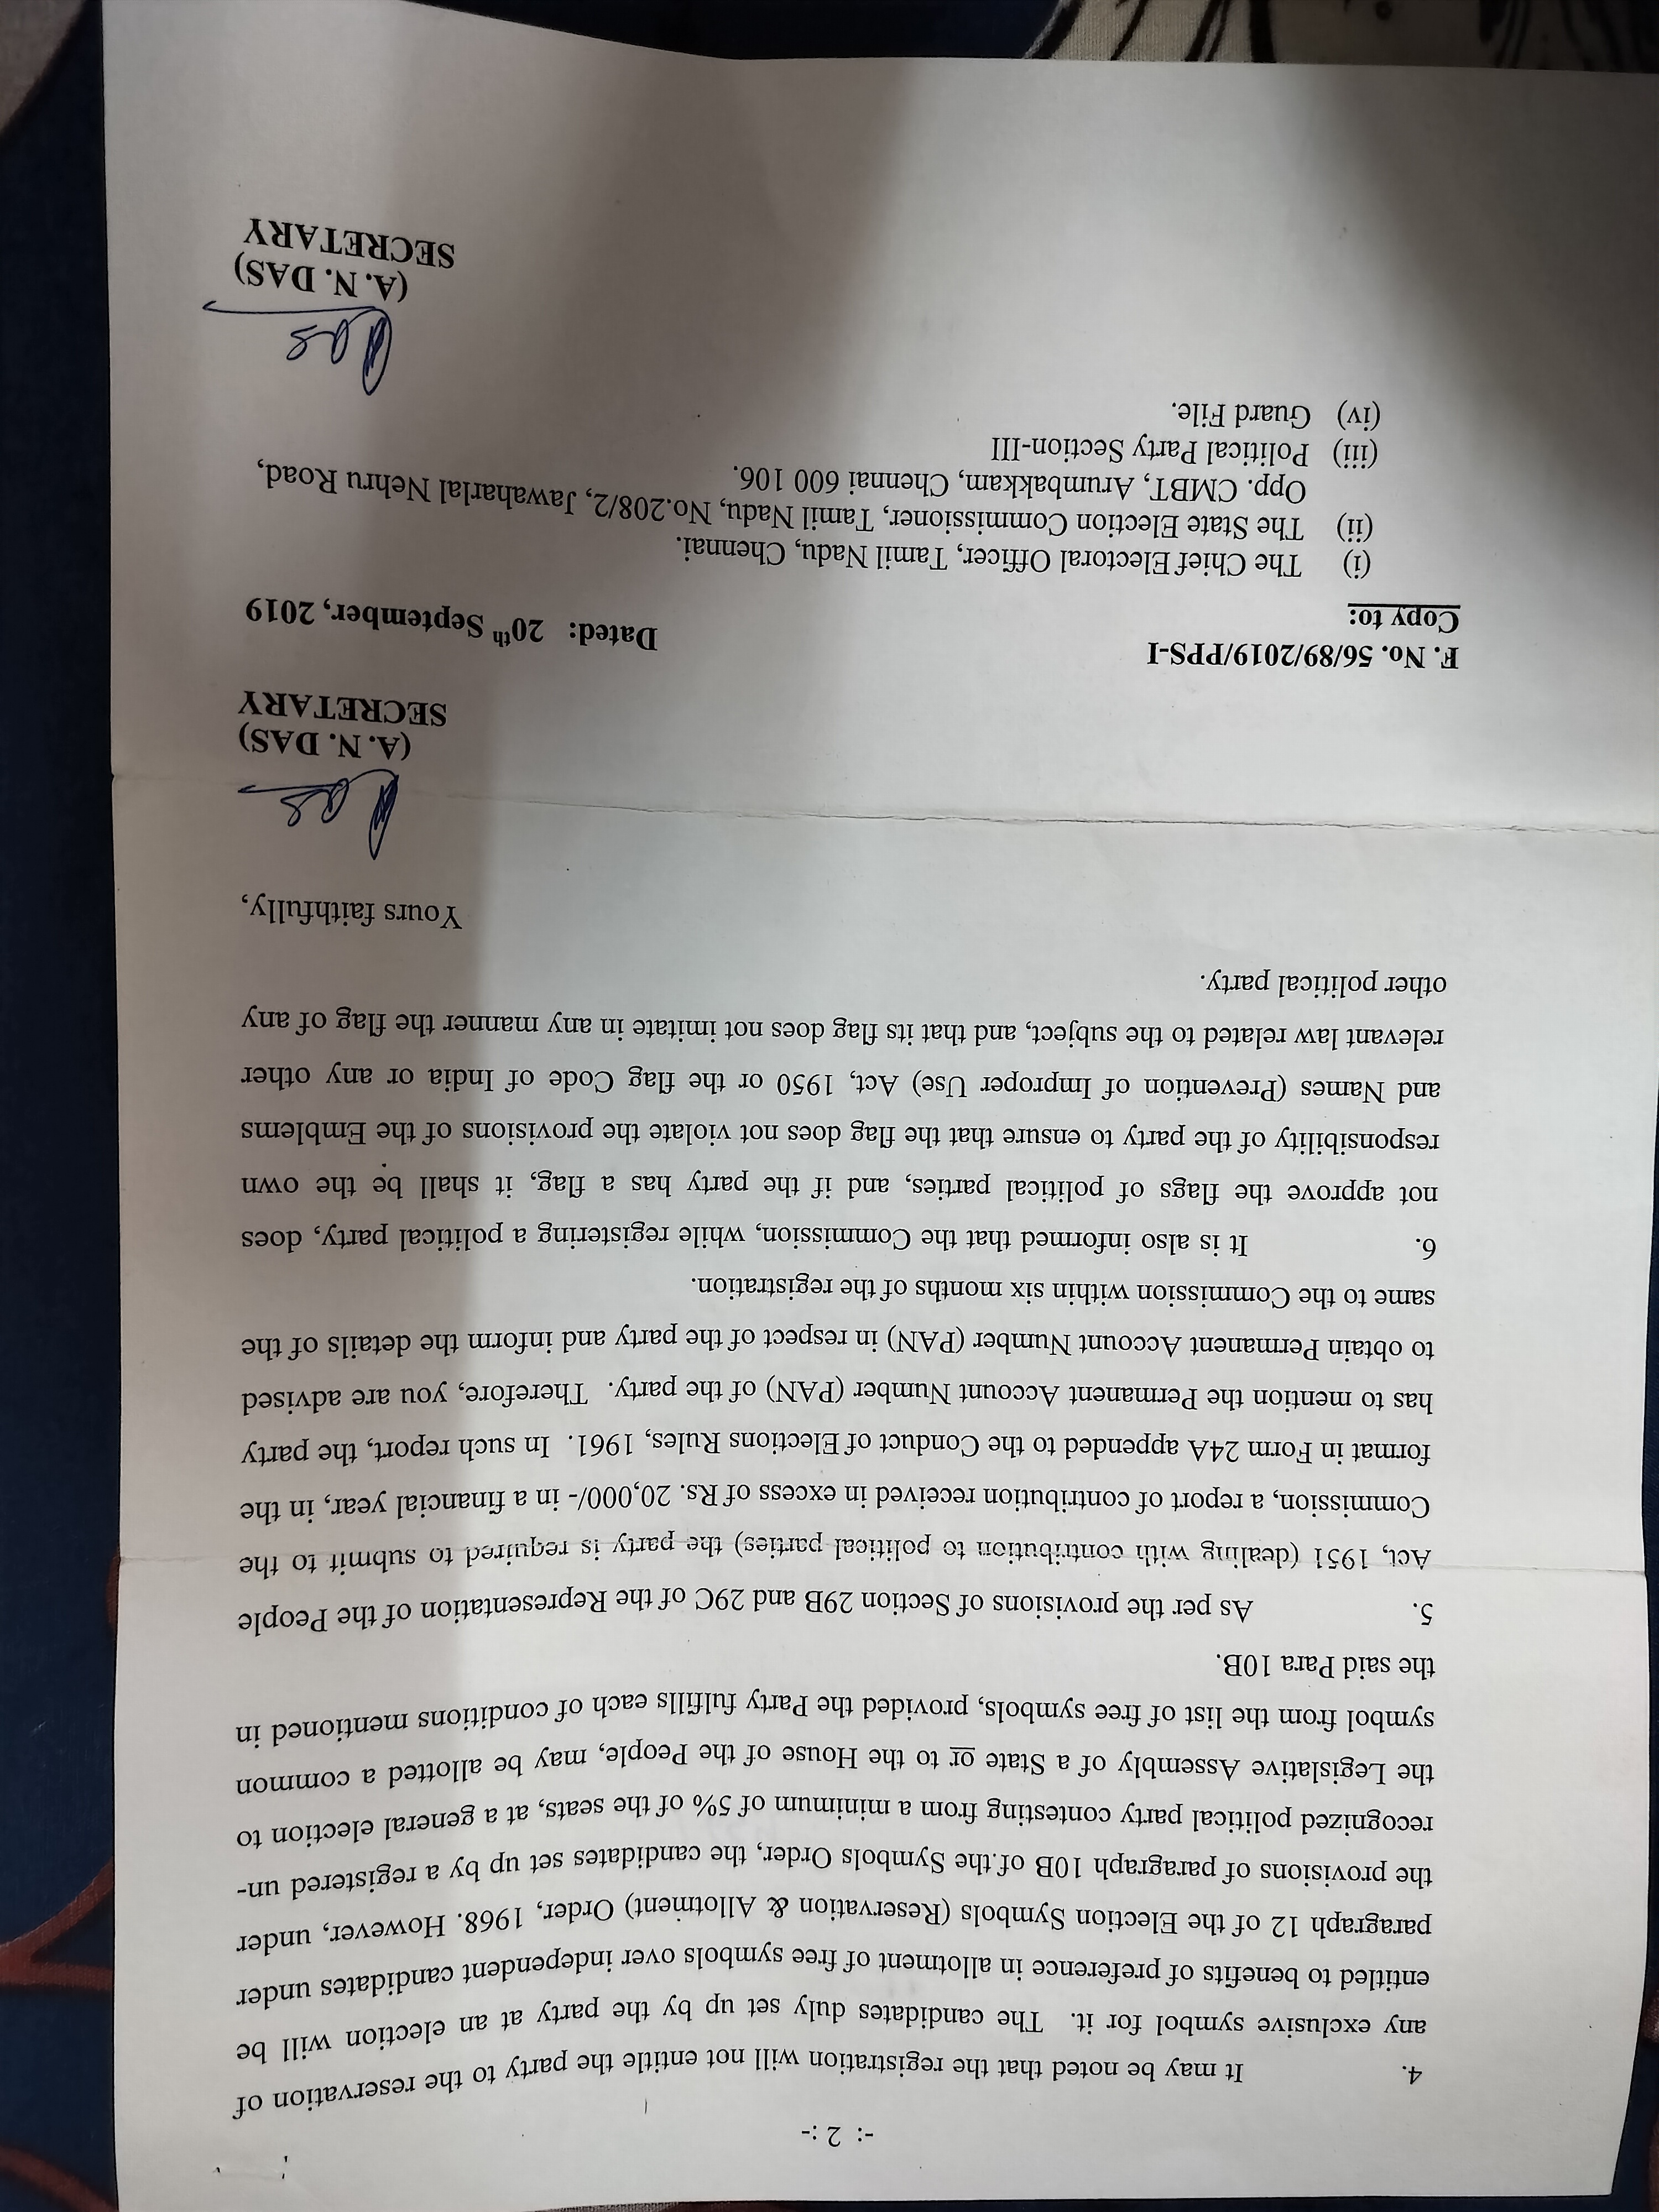 -: 2 :-
4. It may be noted that the registration will not entitle the party to the reservation of
any exclusive symbol for it. The candidates duly set up by the party at an election will be
entitled to benefits of preference in allotment of free symbols over independent candidates under
paragraph 12 of the Election Symbols (Reservation & Allotment) Order, 1968. However, under
the provisions of paragraph 10B of the Symbols Order, the candidates set up by a registered un-
recognized political party contesting from a minimum of 5% of the seats, at a general election to
the Legislative Assembly of a State or to the House of the People, may be allotted a common
symbol from the list of free symbols, provided the Party fulfills each of conditions mentioned in
the said Para 10B.
5. As per the provisions of Section 29B and 29C of the Representation of the People
Act, 1951 (dealing with contribution to political parties) the party is required to submit to the
Commission, a report of contribution received in excess of Rs. 20,000/- in a financial year, in the
format in Form 24A appended to the Conduct of Elections Rules, 1961. In such report, the party
has to mention the Permanent Account Number (PAN) of the party. Therefore, you are advised
to obtain Permanent Account Number (PAN) in respect of the party and inform the details of the
same to the Commission within six months of the registration.
6. It is also informed that the Commission, while registering a political party, does
not approve the flags of political parties, and if the party has a flag, it shall be the own
responsibility of the party to ensure that the flag does not violate the provisions of the Emblems
and Names (Prevention of Improper Use) Act, 1950 or the flag Code of India or any other
relevant law related to the subject, and that its flag does not imitate in any manner the flag of any
other political party.
Yours faithfully,
Das
(A. N. DAS)
SECRETARY
F. No. 56/89/2019/PPS-I Dated: 20th September, 2019
Copy to:
(i) The Chief Electoral Officer, Tamil Nadu, Chennai.
(ii) The State Election Commissioner, Tamil Nadu, No.208/2, Jawaharlal Nehru Road,
Opp. CMBT, Arumbakkam, Chennai 600 106.
(iii) Political Party Section-III
(iv) Guard File.
Das
(A. N. DAS)
SECRETARY